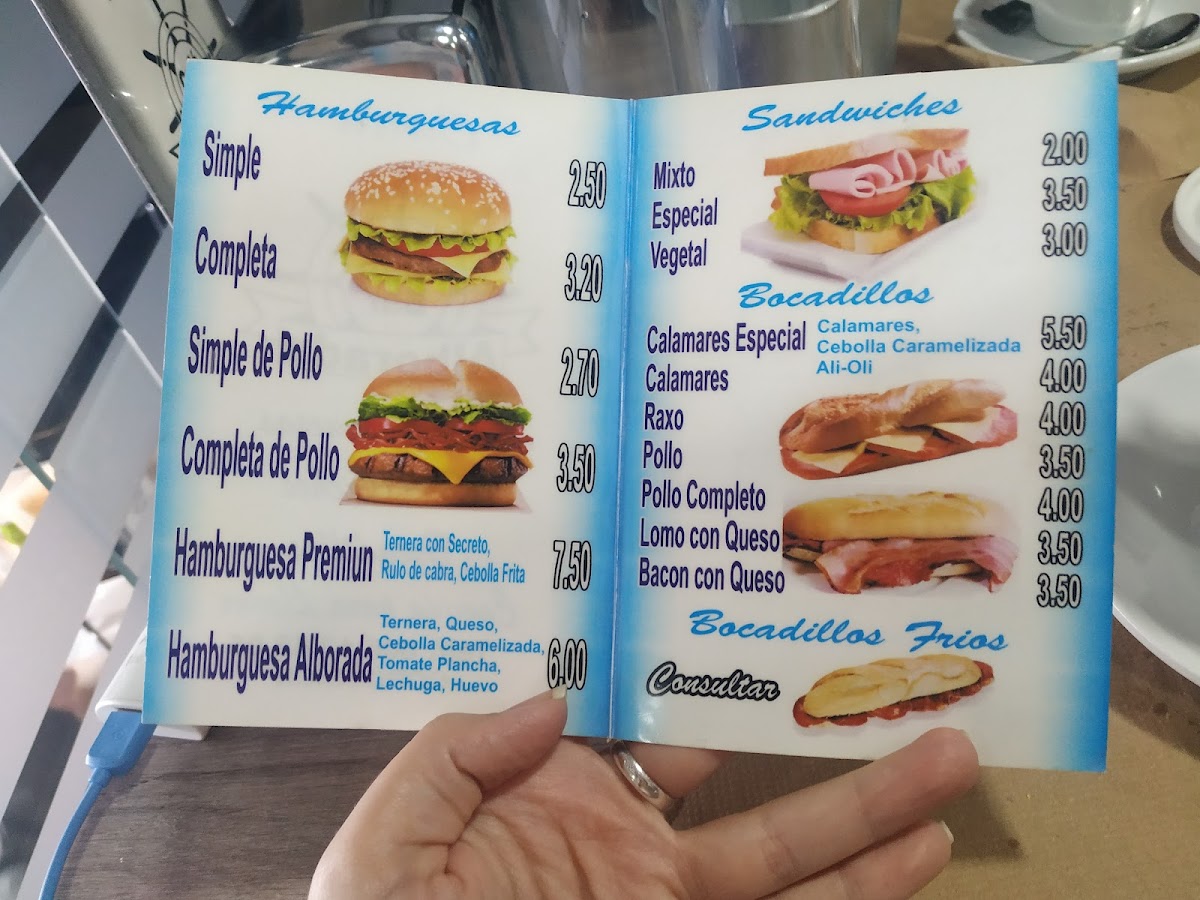 Hamburguesas
Simple 2.50
Completa 3.20
Simple de Pollo 2.70
Completa de Pollo 3.50
Hamburguesa Premiun Ternera con Secreto, 7.50
Rulo de cabra, Cebolla Frita
Hamburguesa Alborada Ternera, Queso, 6.00
Cebolla Caramelizada,
Tomate Plancha,
Lechuga, Huevo
Sandwiches
Mixto 2.00
Especial 3.50
Vegetal 3.00
Bocadillos
Calamares Especial Calamares, 5.50
Cebolla Caramelizada
Ali-Oli
Calamares 4.00
Raxo 4.00
Pollo 3.50
Pollo Completo 4.00
Lomo con Queso 3.50
Bacon con Queso 3.50
Bocadillos Frios
Consultar